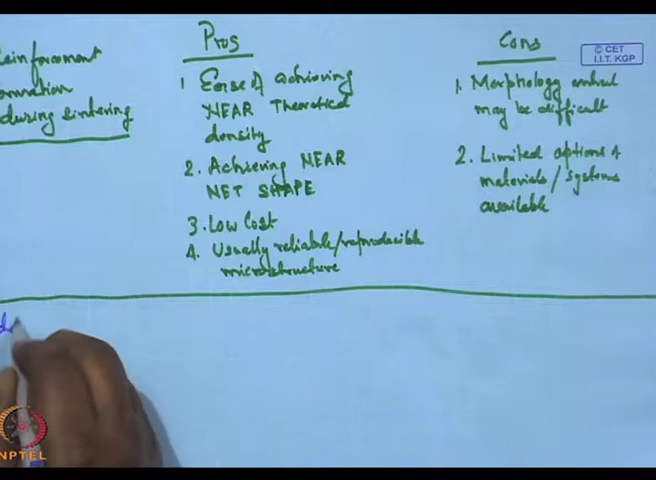 Reinforcement
formation
during sintering
Pros
1 Ease of achieving
NEAR Theoretical
density
2. Achieving NEAR
NET SHAPE
3. Low Cost
4. Usually reliable/reproducible
microstructure
Cons
1. Morphology control
may be difficult
2. Limited options of
materials/systems
available
© CET
I.I.T. KGP
NPTEL